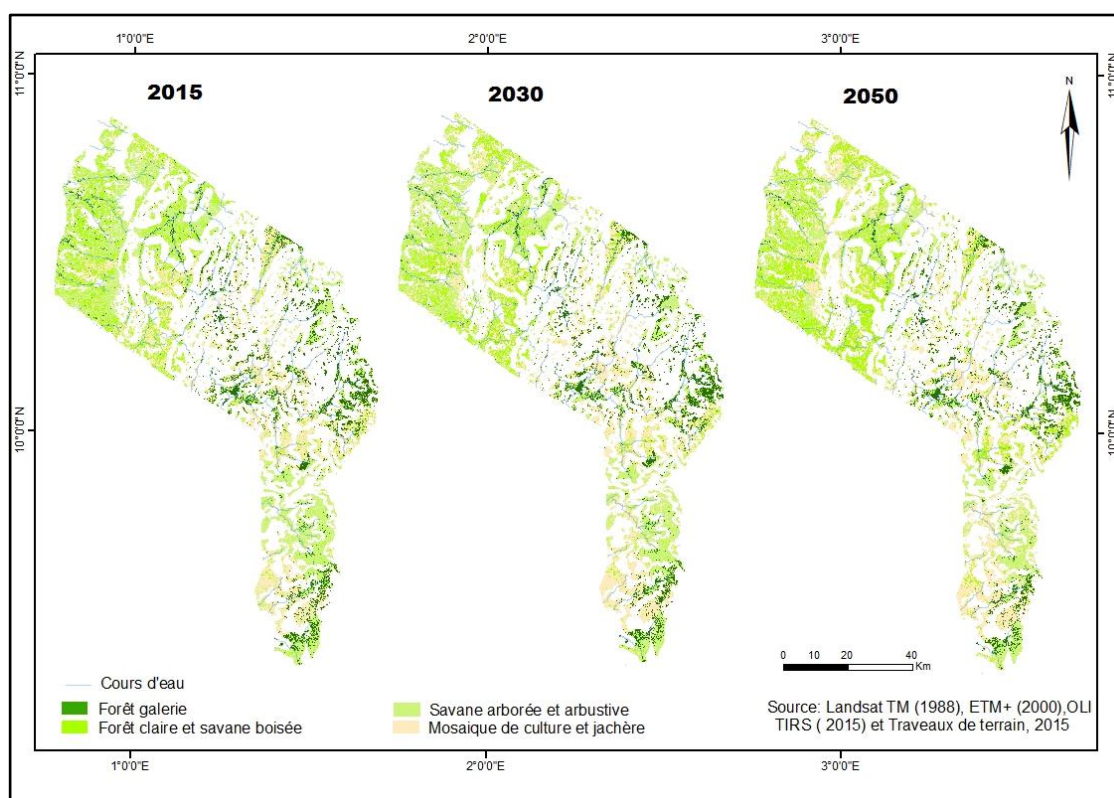 1°0'0"E 2°0'0"E 3°0'0"E
11°0'0"N 11°0'0"N
2015 2030 2050
N
10°0'0"N 10°0'0"N
0 10 20 40
Km
Cours d'eau
Forêt galerie
Forêt claire et savane boisée
Savane arborée et arbustive
Mosaique de culture et jachère
Source: Landsat TM (1988), ETM+ (2000),OLI
TIRS ( 2015) et Traveaux de terrain, 2015
1°0'0"E 2°0'0"E 3°0'0"E